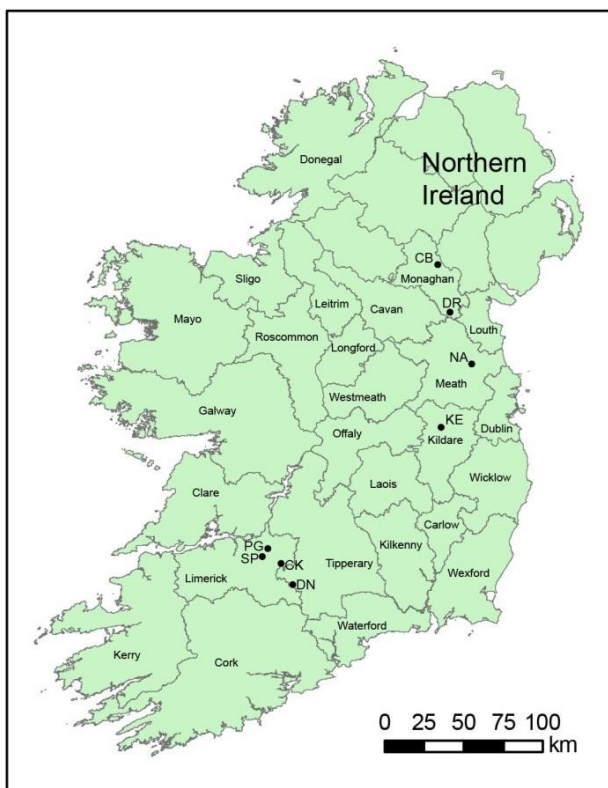 Donegal
Northern
Ireland
CB
Monaghan
Sligo
DR
Leitrim
Cavan
Louth
Mayo
Roscommon
Longford
NA
Meath
Westmeath
Galway
KE
Offaly
Dublin
Kildare
Laois
Wicklow
Clare
Carlow
Kilkenny
PG
SP
CK
Tipperary
Wexford
Limerick
DN
Waterford
Kerry
Cork
0 25 50 75 100
km